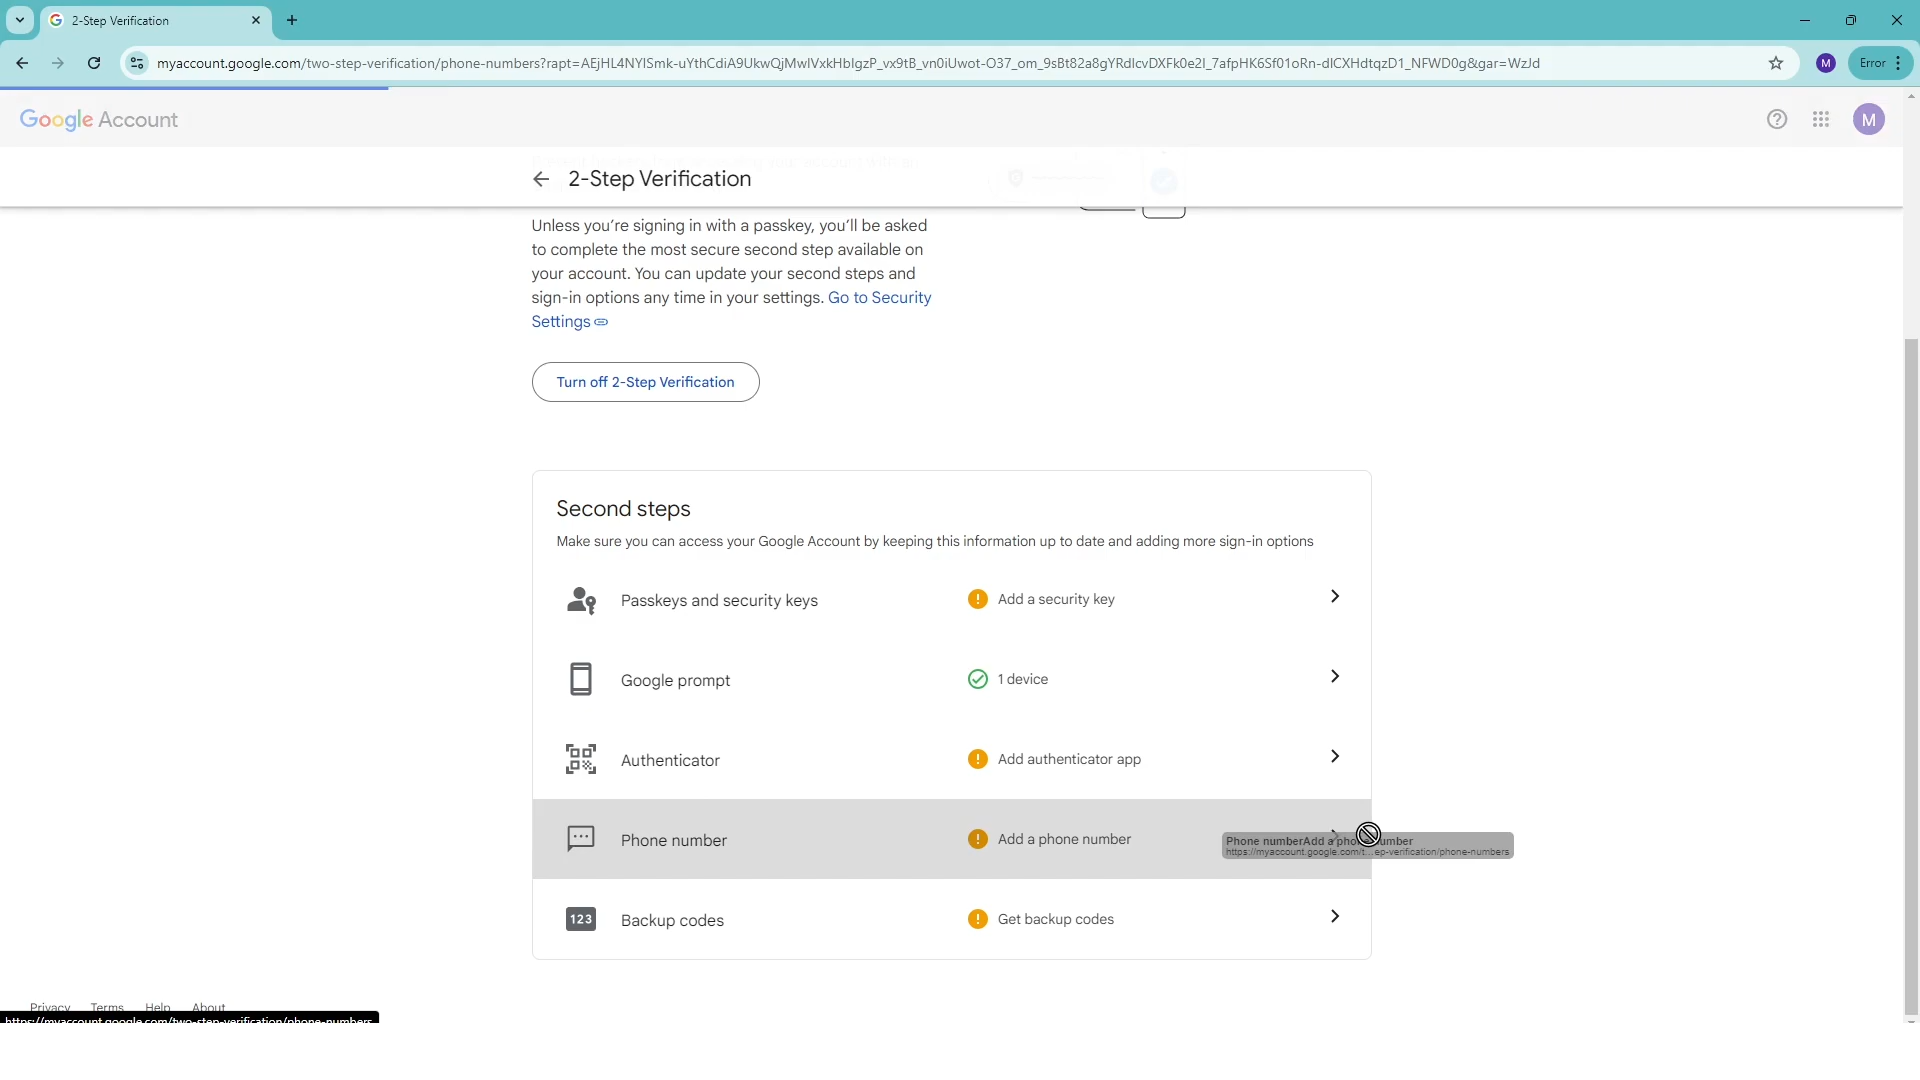 2-Step Verification
myaccount.google.com/two-step-verification/phone-numbers?rapt=AEjHL4NYISmk-uYthCdiA9UkwQjMwIVxkHbIgzP_vx9tB_vn0iUwot-O37_om_9sBt82a8gYRdIcvDXFk0e2I_7afpHK6Sf01oRn-dICXHdtqzD1_NFWD0g&gar=WzJd
M
Error
Google Account
M
2-Step Verification
Unless you're signing in with a passkey, you'll be asked
to complete the most secure second step available on
your account. You can update your second steps and
sign-in options any time in your settings. Go to Security
Settings
Turn off 2-Step Verification
Second steps
Make sure you can access your Google Account by keeping this information up to date and adding more sign-in options
Passkeys and security keys
Add a security key
Google prompt
1 device
Authenticator
Add authenticator app
Phone number
Add a phone number
Phone numberAdd a phone number
https://myaccount.google.com/t...ep-verification/phone-numbers
123
Backup codes
Get backup codes
Privacy Terms Help About
https://myaccount.google.com/two-step-verification/phone-numbers